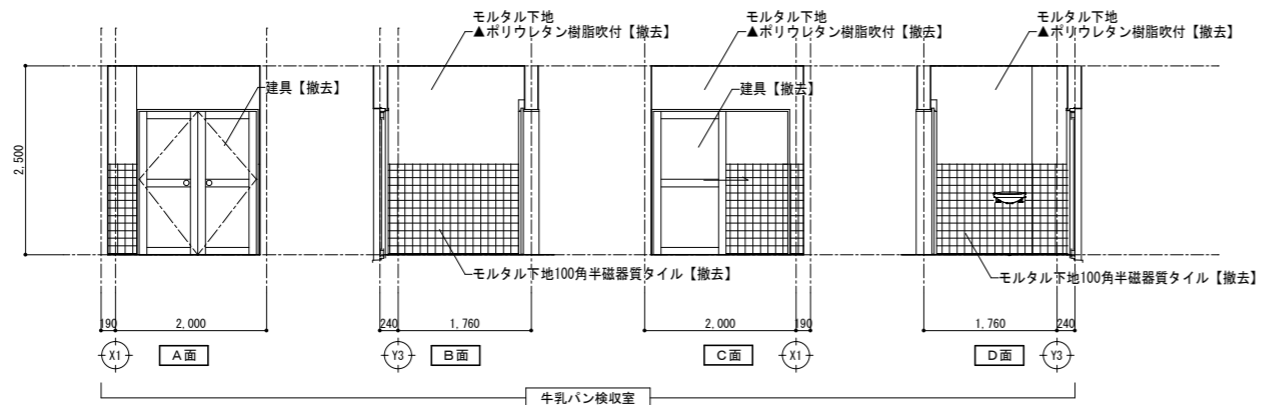 モルタル下地
▲ポリウレタン樹脂吹付【撤去】
モルタル下地
▲ポリウレタン樹脂吹付【撤去】
モルタル下地
▲ポリウレタン樹脂吹付【撤去】
建具【撤去】
建具【撤去】
2,500
モルタル下地100角半磁器質タイル【撤去】
モルタル下地100角半磁器質タイル【撤去】
190
2,000
240
1,760
2,000
190
1,760
240
X1
A面
Y3
B面
C面
X1
D面
Y3
牛乳パン検収室